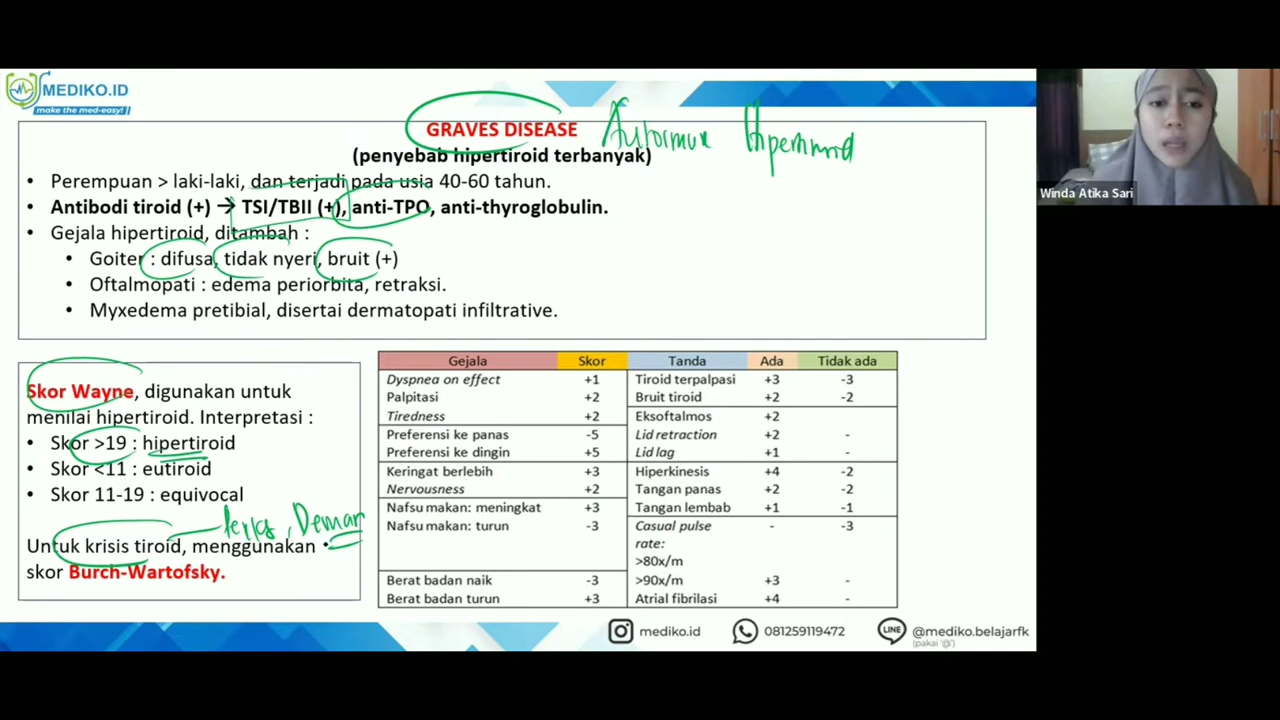 MEDIKO.ID
make the med-easy!
GRAVES DISEASE
(penyebab hipertiroid terbanyak)
• Perempuan > laki-laki, dan terjadi pada usia 40-60 tahun.
• Antibodi tiroid (+) → TSI/TBII (+), anti-TPO, anti-thyroglobulin.
• Gejala hipertiroid, ditambah :
• Goiter : difusa, tidak nyeri, bruit (+)
• Oftalmopati : edema periorbita, retraksi.
• Myxedema pretibial, disertai dermatopati infiltrative.
Winda Atika Sari
Skor Wayne, digunakan untuk
menilai hipertiroid. Interpretasi :
• Skor >19 : hipertiroid
• Skor <11 : eutiroid
• Skor 11-19 : equivocal
Untuk krisis tiroid, menggunakan
skor Burch-Wartofsky.
Gejala Skor Tanda Ada Tidak ada
Dyspnea on effect +1 Tiroid terpalpasi +3 -3
Palpitasi +2 Bruit tiroid +2 -2
Tiredness +2 Eksoftalmos +2
Preferensi ke panas -5 Lid retraction +2 -
Preferensi ke dingin +5 Lid lag +1 -
Keringat berlebih +3 Hiperkinesis +4 -2
Nervousness +2 Tangan panas +2 -2
Nafsu makan: meningkat +3 Tangan lembab +1 -1
Nafsu makan: turun -3 Casual pulse - -3
rate:
>80x/m
Berat badan naik -3 >90x/m +3 -
Berat badan turun +3 Atrial fibrilasi +4 -
mediko.id 081259119472 LINE @mediko.belajarfk
(pakai '@')